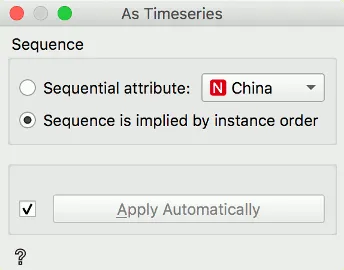 As Timeseries
Sequence
Sequential attribute: N China
Sequence is implied by instance order
Apply Automatically
?